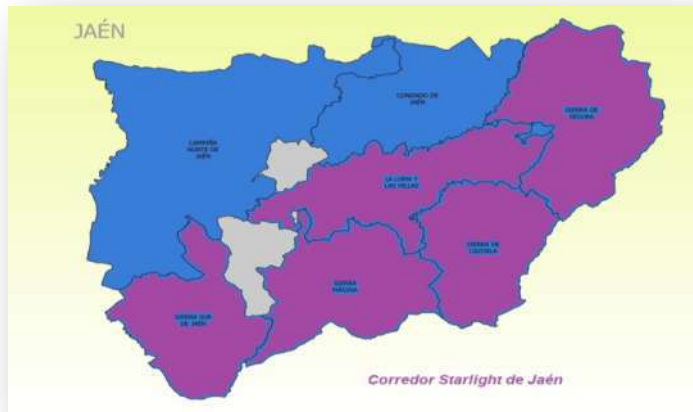 JAÉN
CONDADO DE
JAÉN
SIERRA DE
SEGURA
CAMPIÑA
NORTE DE
JAÉN
LA LOMA Y
LAS VILLAS
SIERRA DE
CAZORLA
SIERRA
MÁGINA
SIERRA SUR
DE JAÉN
Corredor Starlight de Jaén